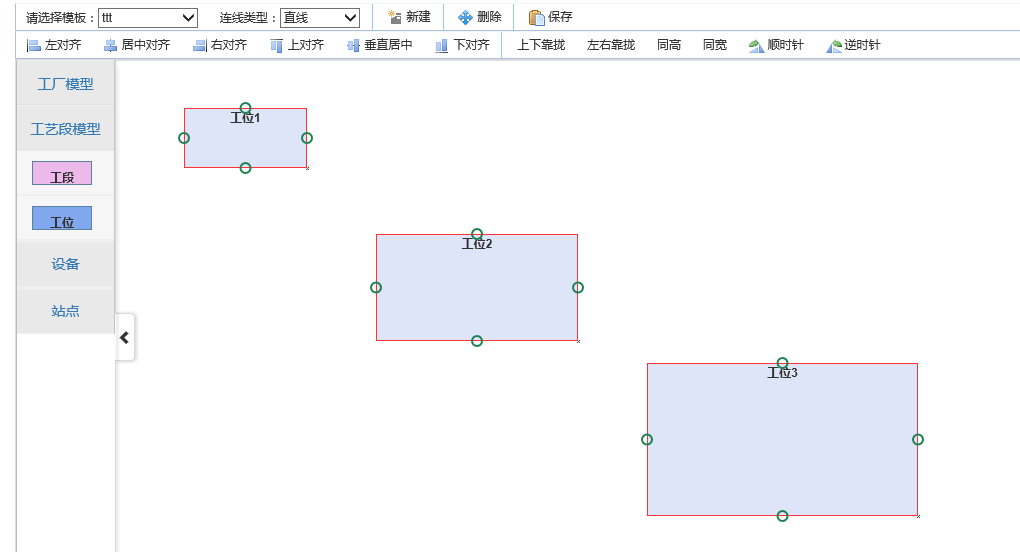 请选择模板： ttt 连线类型： 直线 新建 删除 保存
左对齐 居中对齐 右对齐 上对齐 垂直居中 下对齐 上下靠拢 左右靠拢 同高 同宽 顺时针 逆时针
工厂模型
工艺段模型
工段
工位
设备
站点
工位1
工位2
工位3